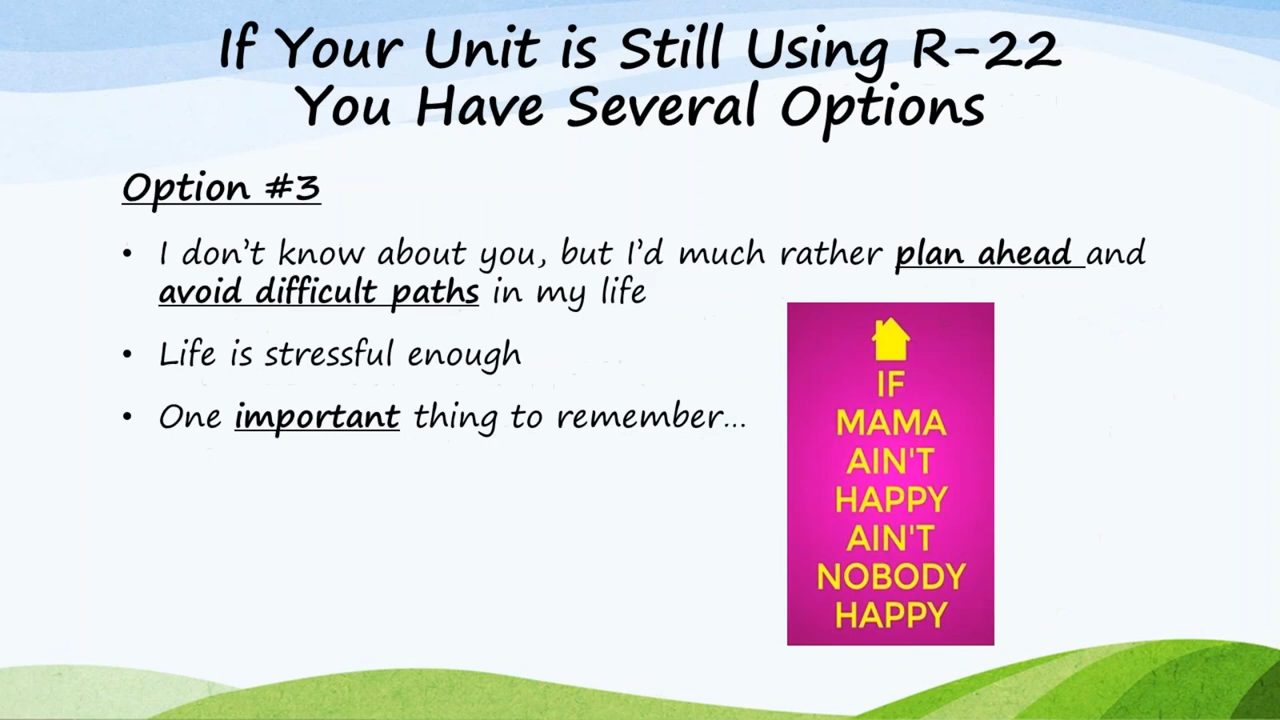 If Your Unit is Still Using R-22
You Have Several Options
Option #3
• I don't know about you, but I'd much rather plan ahead and
avoid difficult paths in my life
• Life is stressful enough
• One important thing to remember...
IF
MAMA
AIN'T
HAPPY
AIN'T
NOBODY
HAPPY